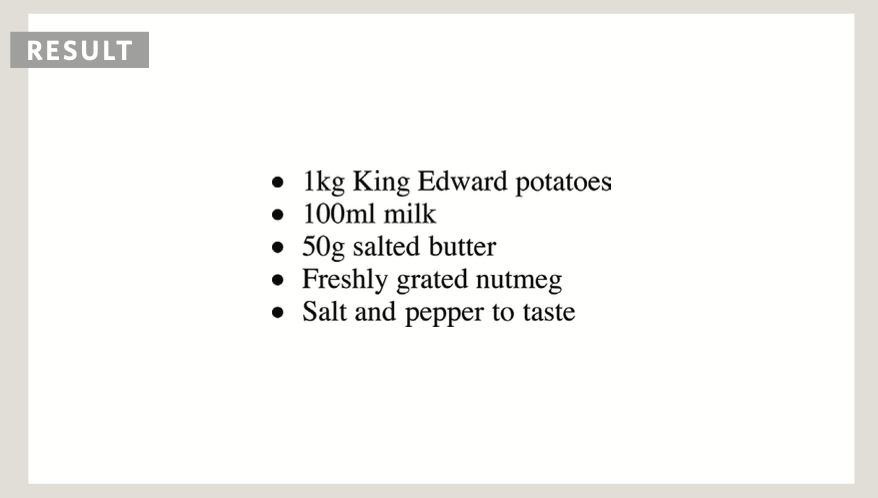 RESULT
• 1kg King Edward potatoes
• 100ml milk
• 50g salted butter
• Freshly grated nutmeg
• Salt and pepper to taste